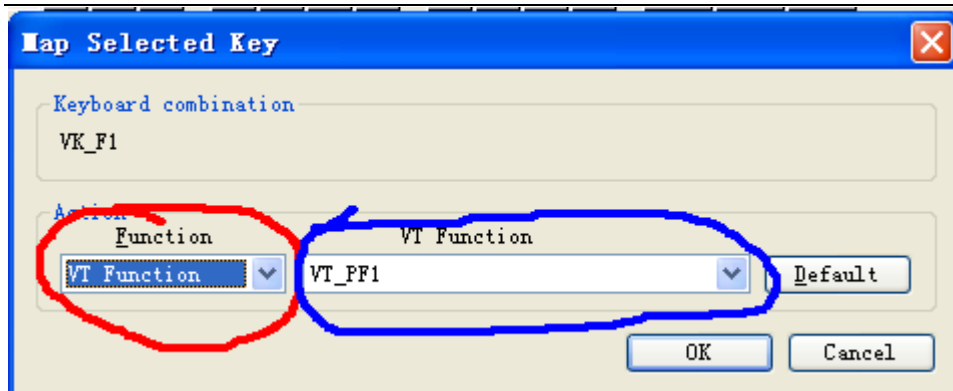 Map Selected Key
Keyboard combination
VK_F1
Action
Function VT Function
VT Function VT_PF1 Default
OK Cancel